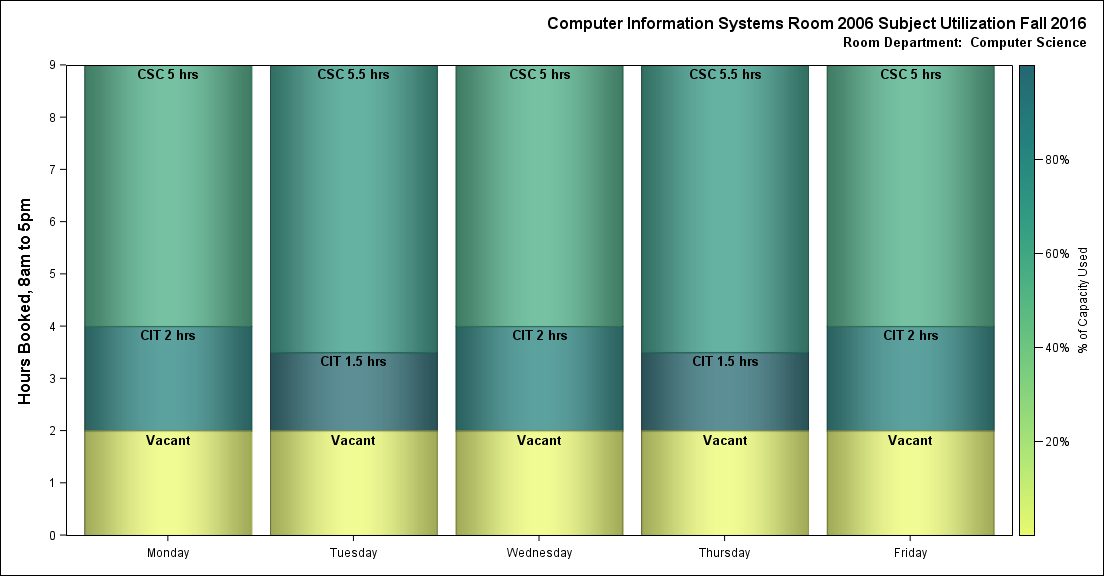 Computer Information Systems Room 2006 Subject Utilization Fall 2016
Room Department: Computer Science
Hours Booked, 8am to 5pm
9
8
7
6
5
4
3
2
1
0
CSC 5 hrs
CSC 5.5 hrs
CSC 5 hrs
CSC 5.5 hrs
CSC 5 hrs
CIT 2 hrs
CIT 1.5 hrs
CIT 2 hrs
CIT 1.5 hrs
CIT 2 hrs
Vacant
Vacant
Vacant
Vacant
Vacant
Monday
Tuesday
Wednesday
Thursday
Friday
80%
60%
40%
20%
% of Capacity Used